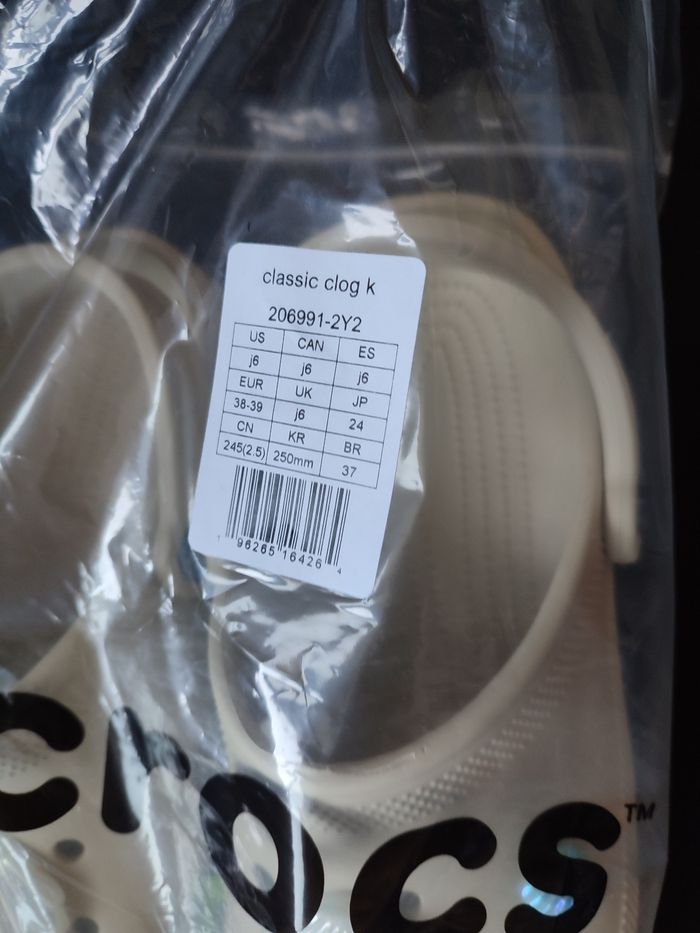 classic clog k
206991-2Y2
US CAN ES
j6 j6 j6
EUR UK JP
38-39 j6 24
CN KR BR
245(2.5) 250mm 37
1 96265 16426 4
crocs™